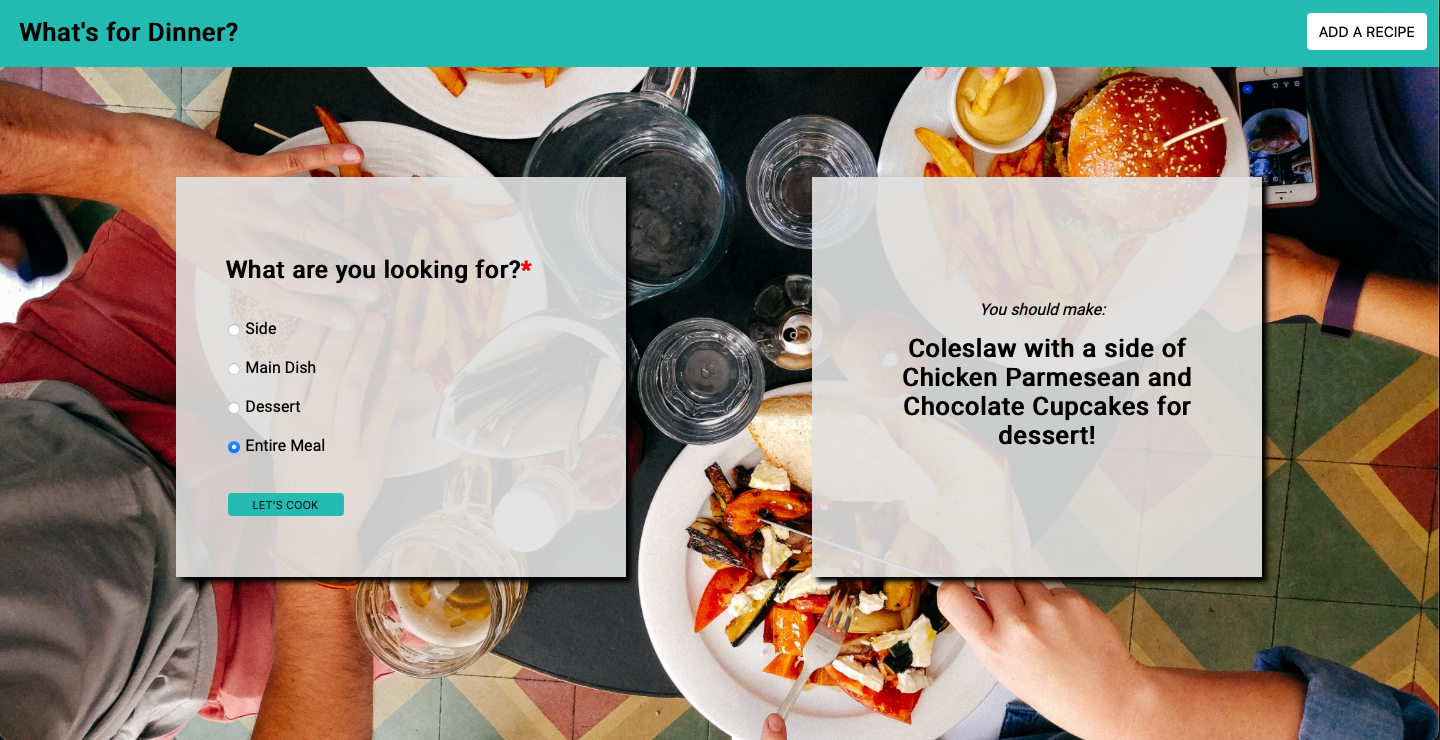 What's for Dinner?
ADD A RECIPE
What are you looking for?*
Side
Main Dish
Dessert
Entire Meal
LET'S COOK
You should make:
Coleslaw with a side of
Chicken Parmesean and
Chocolate Cupcakes for
dessert!